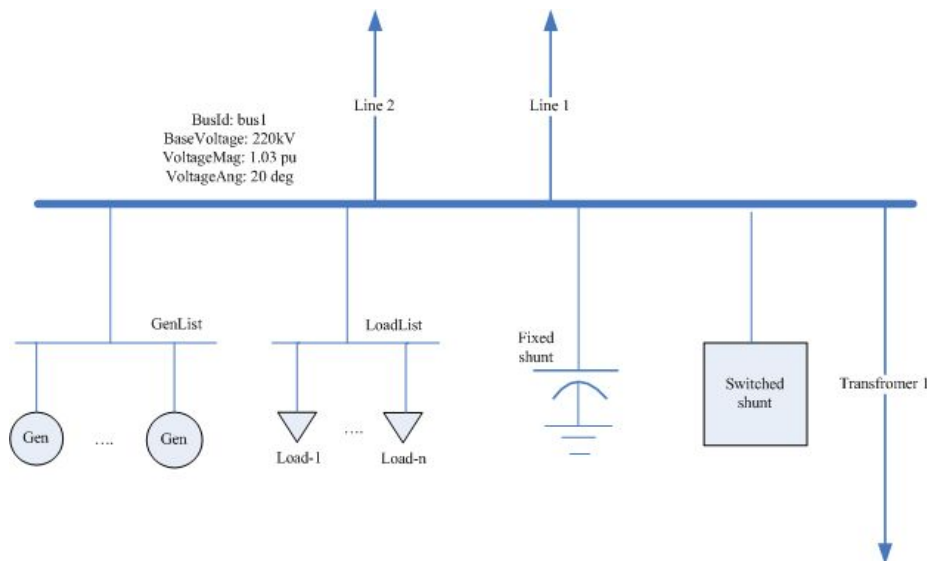 Line 2
Line 1
BusId: bus1
BaseVoltage: 220kV
VoltageMag: 1.03 pu
VoltageAng: 20 deg
GenList
LoadList
Fixed
shunt
Switched
shunt
Transfromer 1
Gen
....
Gen
....
Load-1
Load-n